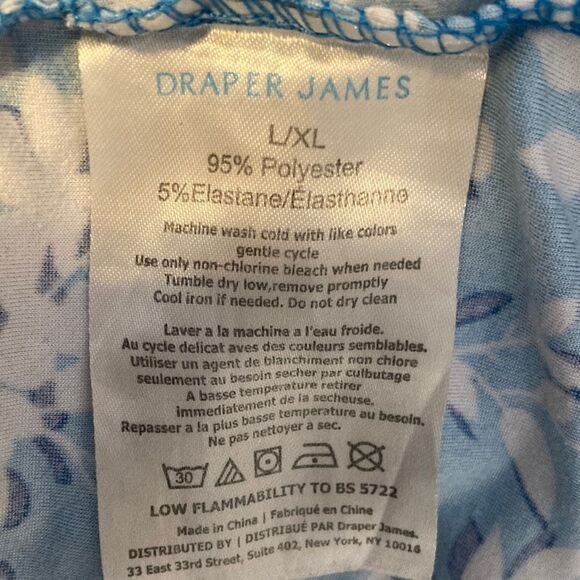 DRAPER JAMES
L/XL
95% Polyester
5%Elastane/Élasthanne
Machine wash cold with like colors
gentle cycle
Use only non-chlorine bleach when needed
Tumble dry low,remove promptly
Cool iron if needed. Do not dry clean
Laver a la machine a l'eau froide.
Au cycle delicat aves des couleurs semblables.
Utiliser un agent de blanchiment non chlore
seulement au besoin secher par culbutage
A basse temperature retirer
immediatement de la secheuse.
Repasser a la plus basse temperature au besoin.
Ne pas nettoyer a sec.
30
LOW FLAMMABILITY TO BS 5722
Made in China | Fabriqué en Chine
DISTRIBUTED BY | DISTRIBUÉ PAR Draper James.
33 East 33rd Street, Suite 402, New York, NY 10016